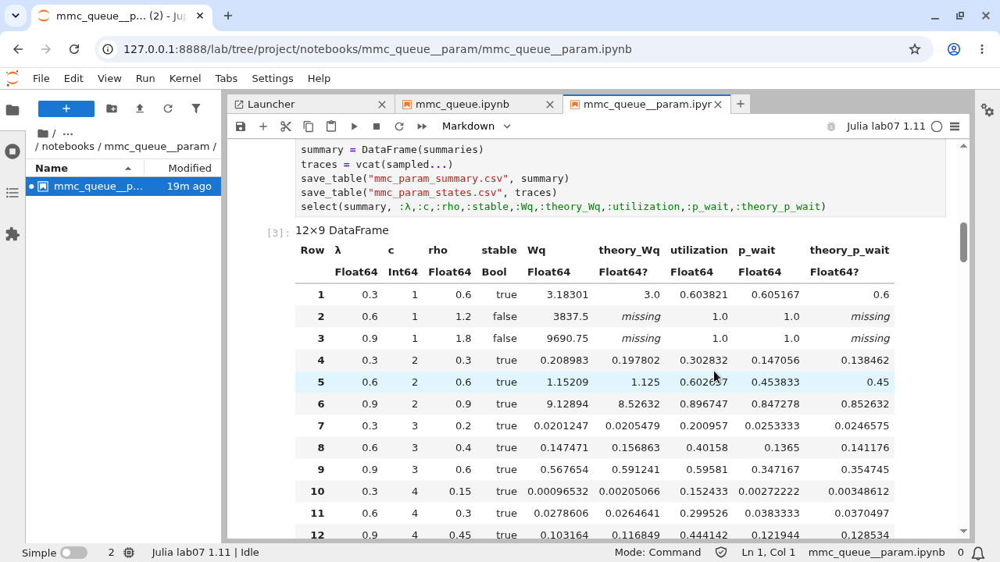 mmc_queue__p... (2) - Jup
127.0.0.1:8888/lab/tree/project/notebooks/mmc_queue__param/mmc_queue__param.ipynb
File Edit View Run Kernel Tabs Settings Help
Launcher
mmc_queue.ipynb
mmc_queue__param.ipyr
Markdown
Julia lab07 1.11
/ ...
/ notebooks / mmc_queue__param /
Name Modified
mmc_queue__p... 19m ago
summary = DataFrame(summaries)
traces = vcat(sampled...)
save_table("mmc_param_summary.csv", summary)
save_table("mmc_param_states.csv", traces)
select(summary, :λ,:c,:rho,:stable,:Wq,:theory_Wq,:utilization,:p_wait,:theory_p_wait)
[3]: 12×9 DataFrame
Row λ c rho stable Wq theory_Wq utilization p_wait theory_p_wait
Float64 Int64 Float64 Bool Float64 Float64? Float64 Float64 Float64?
1 0.3 1 0.6 true 3.18301 3.0 0.603821 0.605167 0.6
2 0.6 1 1.2 false 3837.5 missing 1.0 1.0 missing
3 0.9 1 1.8 false 9690.75 missing 1.0 1.0 missing
4 0.3 2 0.3 true 0.208983 0.197802 0.302832 0.147056 0.138462
5 0.6 2 0.6 true 1.15209 1.125 0.453833 0.45
6 0.9 2 0.9 true 9.12894 8.52632 0.896747 0.847278 0.852632
7 0.3 3 0.2 true 0.0201247 0.0205479 0.200957 0.0253333 0.0246575
8 0.6 3 0.4 true 0.147471 0.156863 0.40158 0.1365 0.141176
9 0.9 3 0.6 true 0.567654 0.591241 0.59581 0.347167 0.354745
10 0.3 4 0.15 true 0.00096532 0.00205066 0.152433 0.00272222 0.00348612
11 0.6 4 0.3 true 0.0278606 0.0264641 0.299526 0.0383333 0.0370497
12 0.9 4 0.45 true 0.103164 0.116849 0.444142 0.121944 0.128534
Simple 2 Julia lab07 1.11 | Idle Mode: Command Ln 1, Col 1 mmc_queue__param.ipynb 0